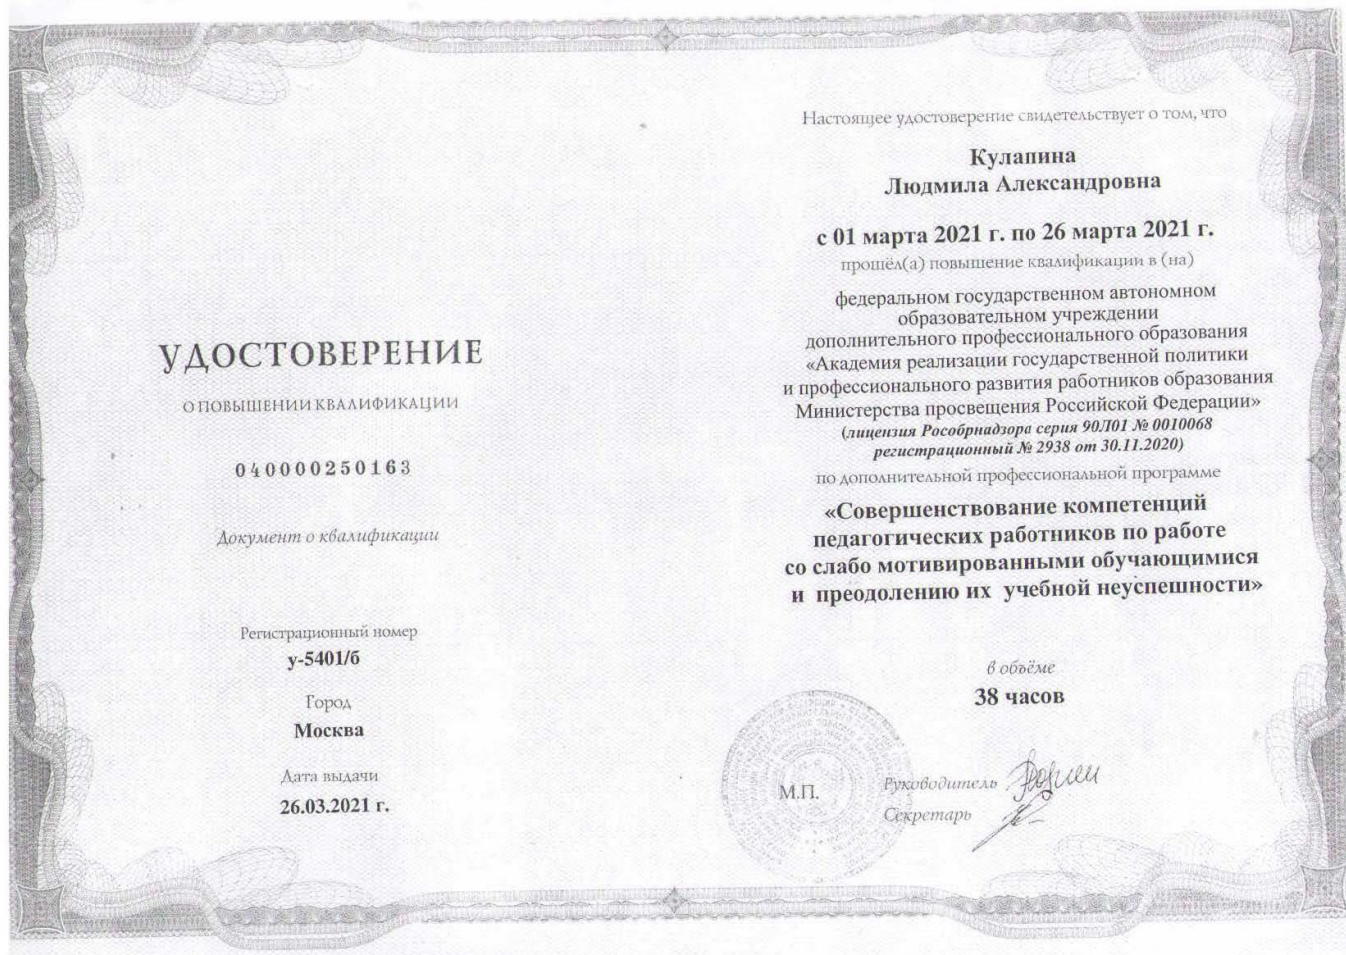 УДОСТОВЕРЕНИЕ
О ПОВЫШЕНИИ КВАЛИФИКАЦИИ
040000250163
Документ о квалификации
Регистрационный номер
у-5401/б
Город
Москва
Дата выдачи
26.03.2021 г.
Настоящее удостоверение свидетельствует о том, что
Кулапина
Людмила Александровна
с 01 марта 2021 г. по 26 марта 2021 г.
прошёл(а) повышение квалификации в (на)
федеральном государственном автономном
образовательном учреждении
дополнительного профессионального образования
«Академия реализации государственной политики
и профессионального развития работников образования
Министерства просвещения Российской Федерации»
(лицензия Рособрнадзора серия 90Л01 № 0010068
регистрационный № 2938 от 30.11.2020)
по дополнительной профессиональной программе
«Совершенствование компетенций
педагогических работников по работе
со слабо мотивированными обучающимися
и преодолению их учебной неуспешности»
в объёме
38 часов
М.П.
Руководитель
Секретарь